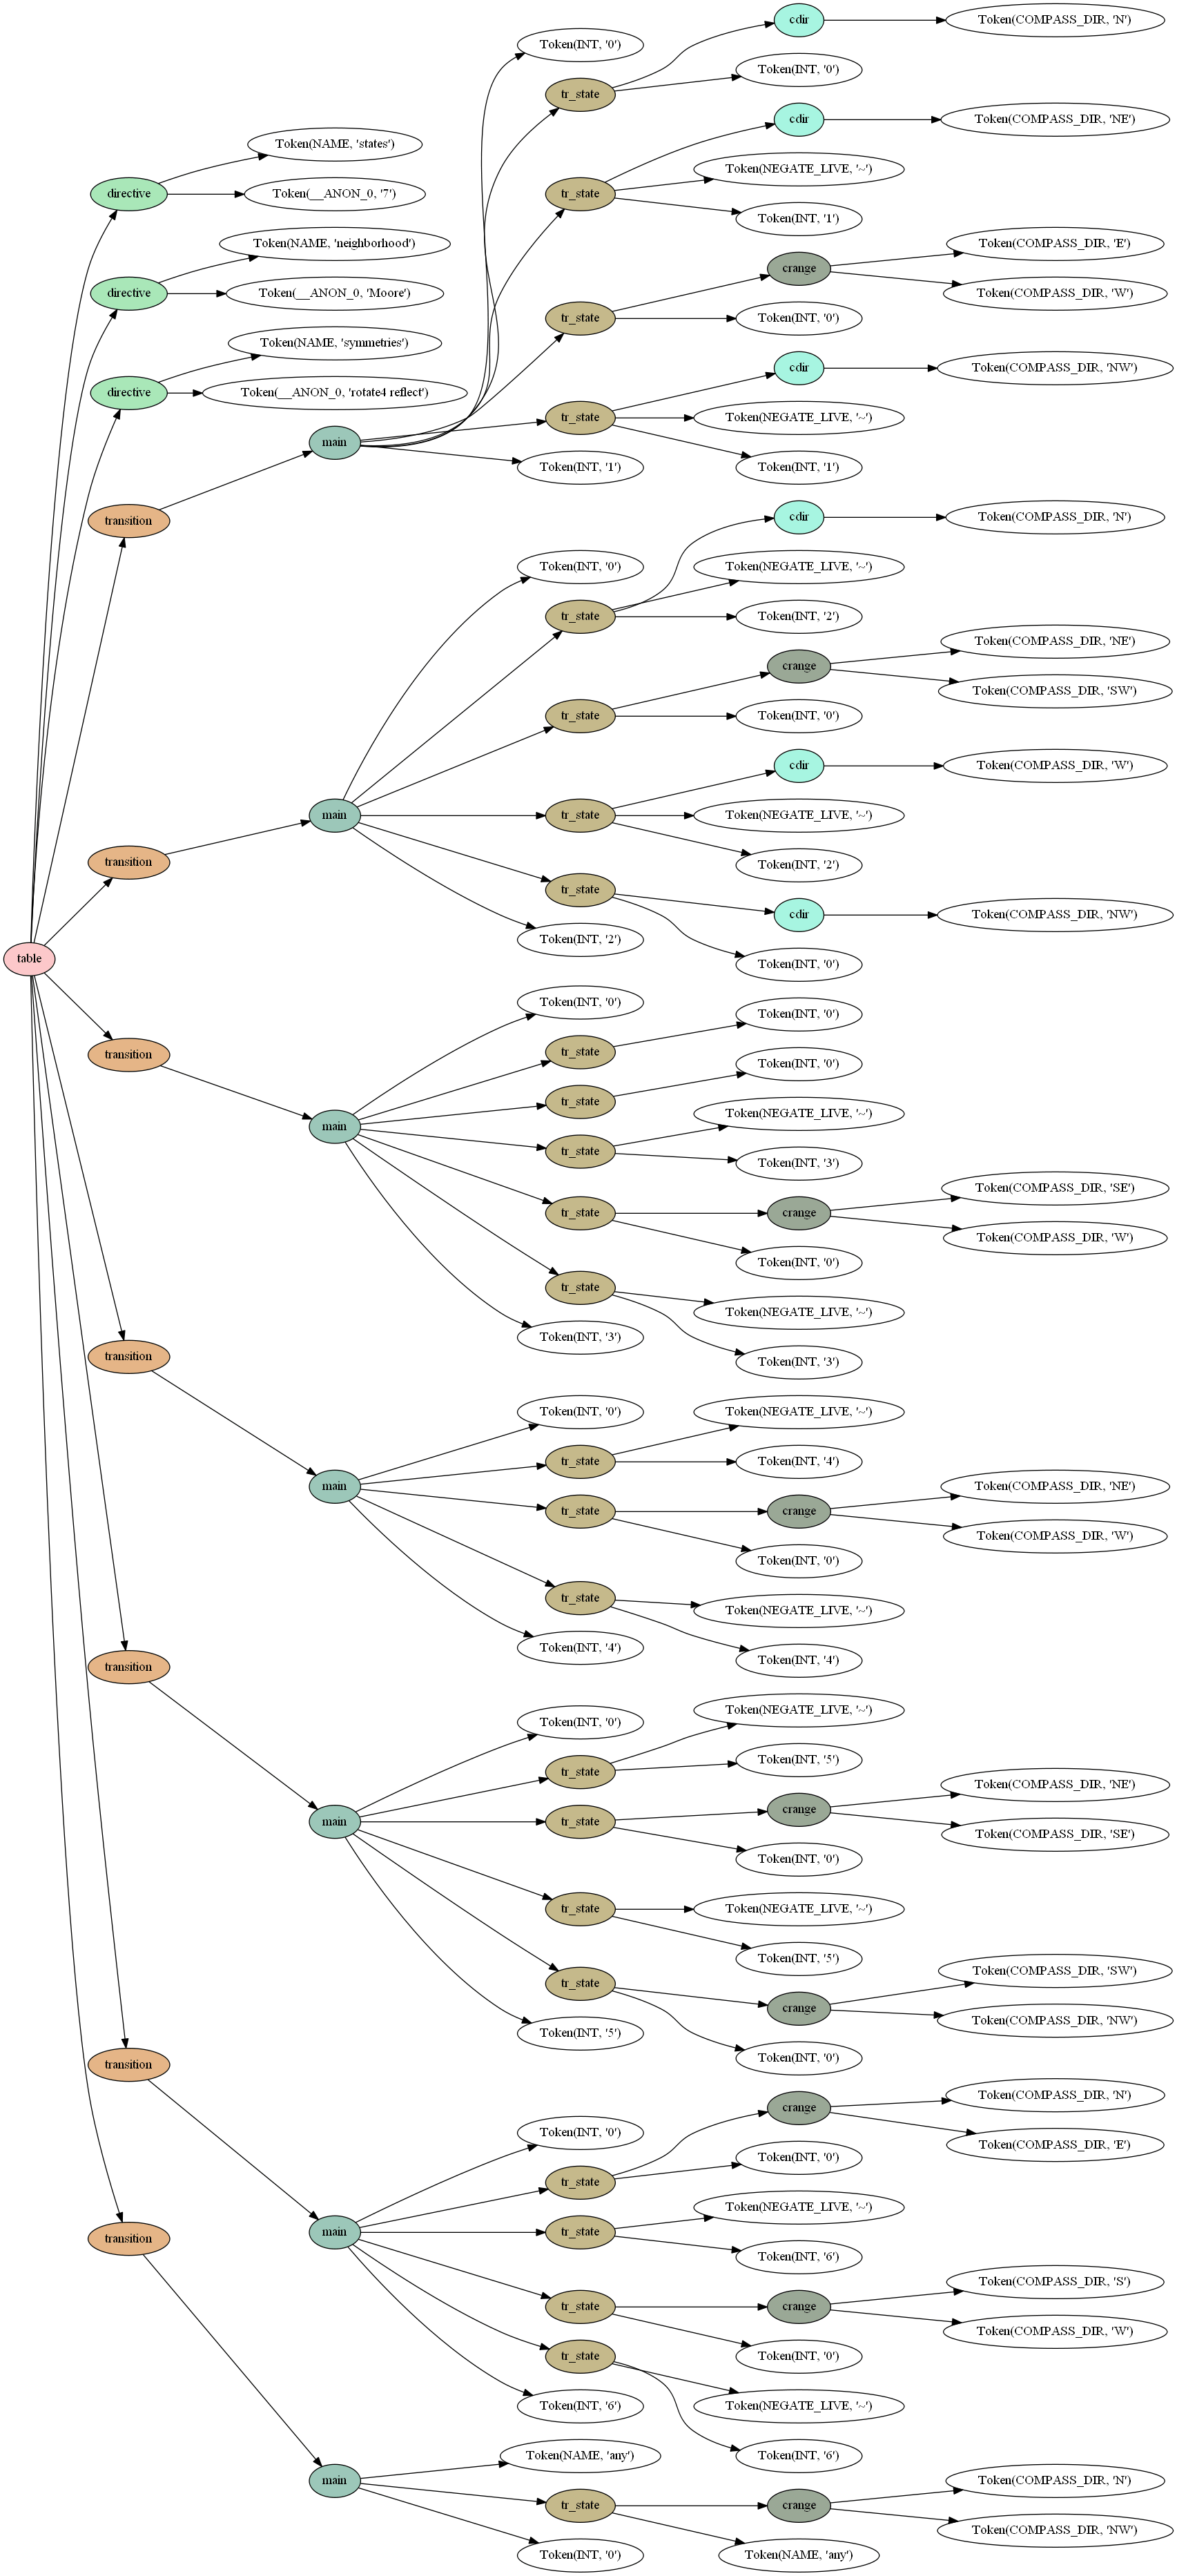 table
directive
Token(NAME, 'states')
Token(__ANON_0, '7')
directive
Token(NAME, 'neighborhood')
Token(__ANON_0, 'Moore')
directive
Token(NAME, 'symmetries')
Token(__ANON_0, 'rotate4 reflect')
transition
main
Token(INT, '0')
tr_state
cdir
Token(COMPASS_DIR, 'N')
Token(INT, '0')
tr_state
cdir
Token(COMPASS_DIR, 'NE')
Token(NEGATE_LIVE, '~')
Token(INT, '1')
tr_state
crange
Token(COMPASS_DIR, 'E')
Token(COMPASS_DIR, 'W')
Token(INT, '0')
tr_state
cdir
Token(COMPASS_DIR, 'NW')
Token(NEGATE_LIVE, '~')
Token(INT, '1')
Token(INT, '1')
transition
main
Token(INT, '0')
tr_state
cdir
Token(COMPASS_DIR, 'N')
Token(NEGATE_LIVE, '~')
Token(INT, '2')
tr_state
crange
Token(COMPASS_DIR, 'NE')
Token(COMPASS_DIR, 'SW')
Token(INT, '0')
tr_state
cdir
Token(COMPASS_DIR, 'W')
Token(NEGATE_LIVE, '~')
Token(INT, '2')
tr_state
cdir
Token(COMPASS_DIR, 'NW')
Token(INT, '0')
Token(INT, '2')
transition
main
Token(INT, '0')
tr_state
Token(INT, '0')
tr_state
Token(INT, '0')
tr_state
Token(NEGATE_LIVE, '~')
Token(INT, '3')
tr_state
crange
Token(COMPASS_DIR, 'SE')
Token(COMPASS_DIR, 'W')
Token(INT, '0')
tr_state
Token(NEGATE_LIVE, '~')
Token(INT, '3')
Token(INT, '3')
transition
main
Token(INT, '0')
tr_state
Token(NEGATE_LIVE, '~')
Token(INT, '4')
tr_state
crange
Token(COMPASS_DIR, 'NE')
Token(COMPASS_DIR, 'W')
Token(INT, '0')
tr_state
Token(NEGATE_LIVE, '~')
Token(INT, '4')
Token(INT, '4')
transition
main
Token(INT, '0')
tr_state
Token(NEGATE_LIVE, '~')
Token(INT, '5')
tr_state
crange
Token(COMPASS_DIR, 'NE')
Token(COMPASS_DIR, 'SE')
Token(INT, '0')
tr_state
Token(NEGATE_LIVE, '~')
Token(INT, '5')
tr_state
crange
Token(COMPASS_DIR, 'SW')
Token(COMPASS_DIR, 'NW')
Token(INT, '0')
Token(INT, '5')
transition
main
Token(INT, '0')
tr_state
crange
Token(COMPASS_DIR, 'N')
Token(COMPASS_DIR, 'E')
Token(INT, '0')
tr_state
Token(NEGATE_LIVE, '~')
Token(INT, '6')
tr_state
crange
Token(COMPASS_DIR, 'S')
Token(COMPASS_DIR, 'W')
Token(INT, '0')
tr_state
Token(NEGATE_LIVE, '~')
Token(INT, '6')
Token(INT, '6')
transition
main
Token(NAME, 'any')
tr_state
crange
Token(COMPASS_DIR, 'N')
Token(COMPASS_DIR, 'NW')
Token(NAME, 'any')
Token(INT, '0')